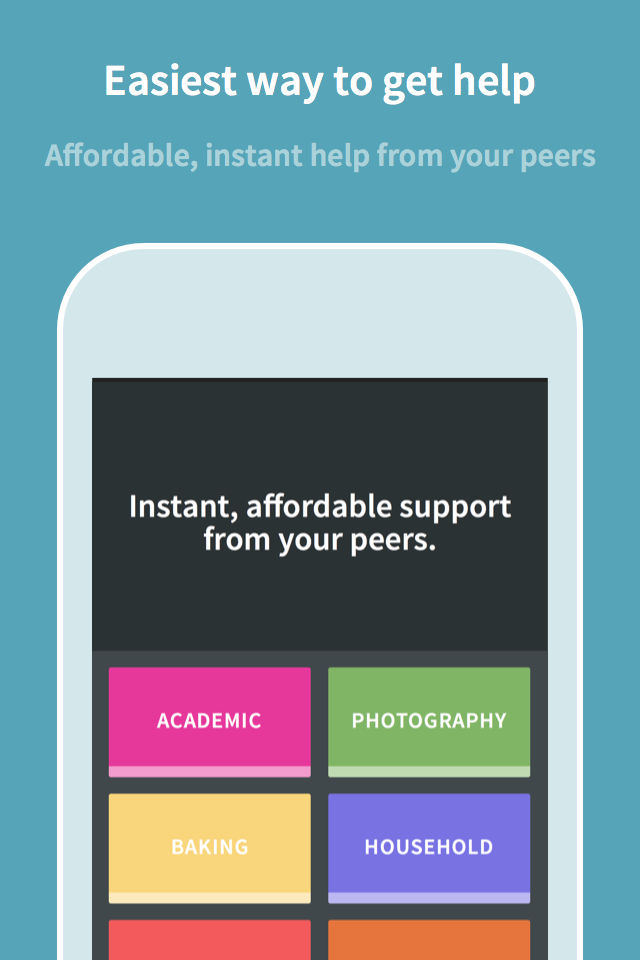 Easiest way to get help
Affordable, instant help from your peers
Instant, affordable support
from your peers.
ACADEMIC
PHOTOGRAPHY
BAKING
HOUSEHOLD